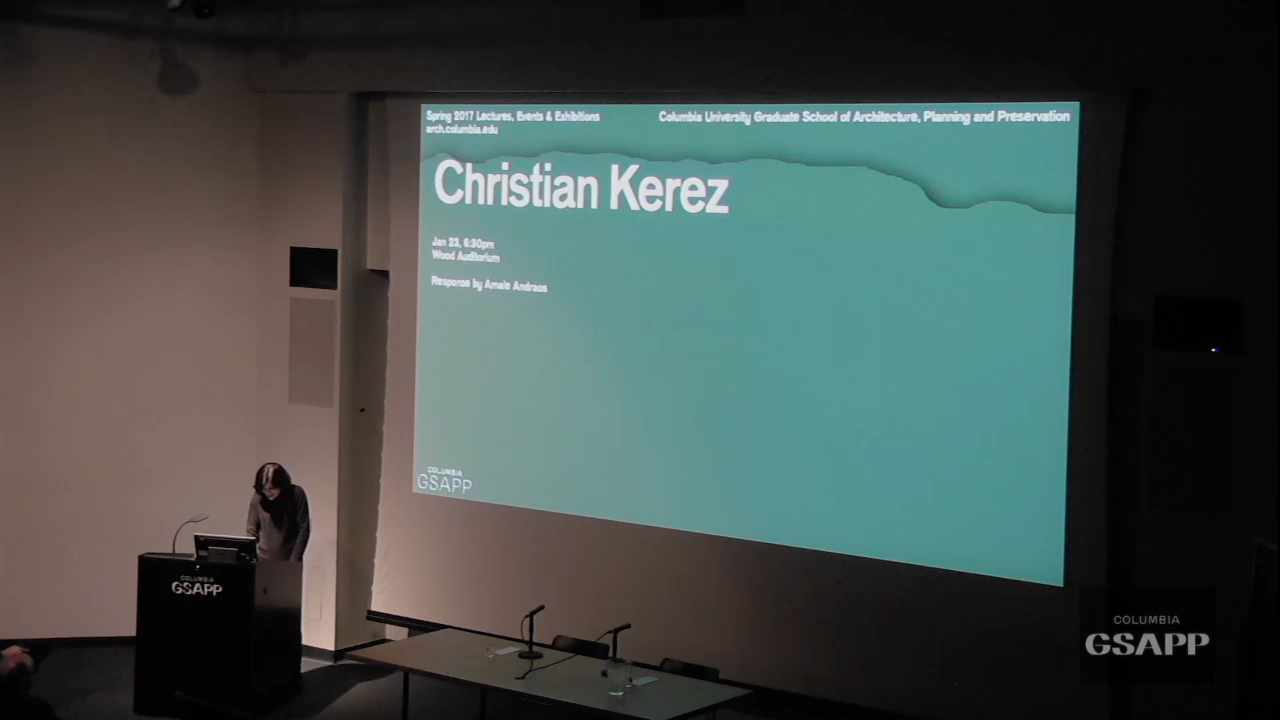 Spring 2017 Lectures, Events & Exhibitions
arch.columbia.edu
Columbia University Graduate School of Architecture, Planning and Preservation
Christian Kerez
Jan 23, 6:30pm
Wood Auditorium
Response by Amale Andraos
COLUMBIA
GSAPP
COLUMBIA
GSAPP
COLUMBIA
GSAPP